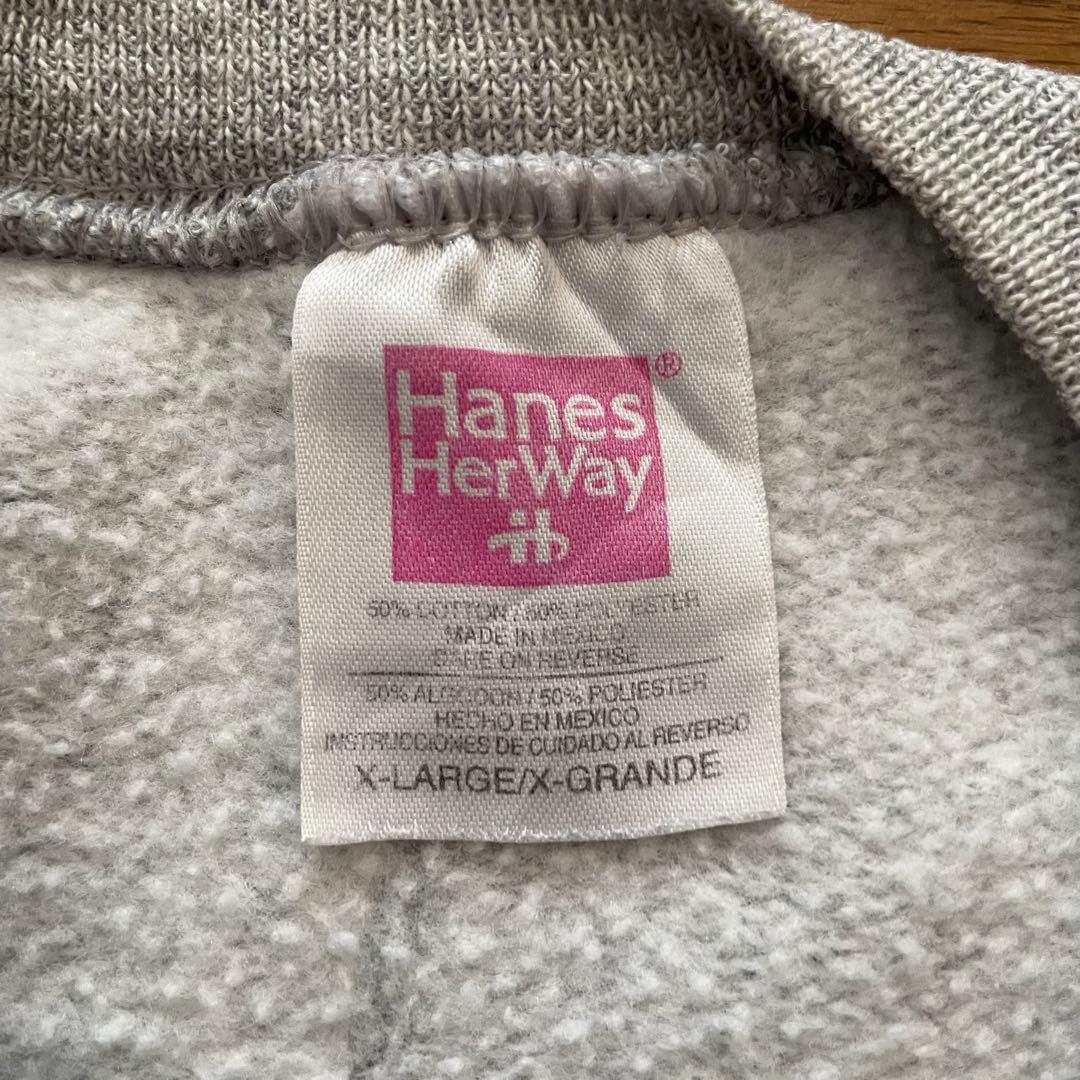 Hanes
HerWay
®
50% COTTON / 50% POLYESTER
MADE IN MEXICO
CARE ON REVERSE
50% ALGODON / 50% POLIESTER
HECHO EN MEXICO
INSTRUCCIONES DE CUIDADO AL REVERSO
X-LARGE/X-GRANDE